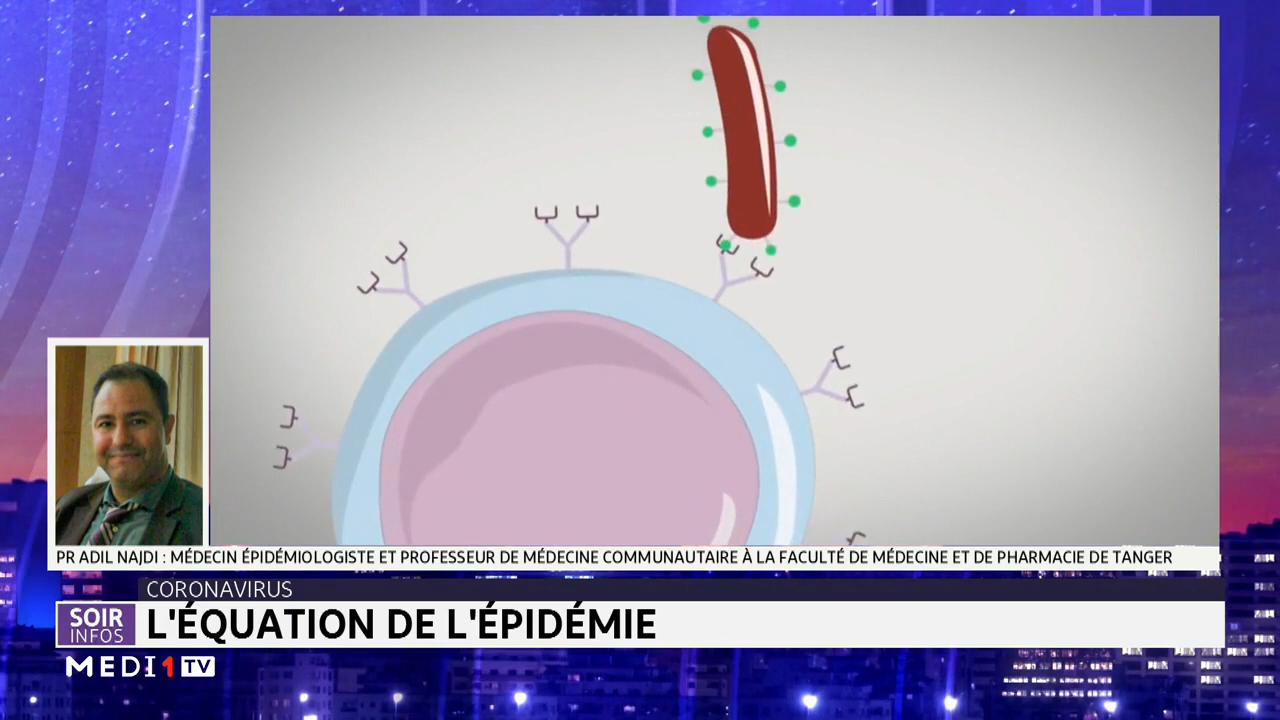 PR ADIL NAJDI : MÉDECIN ÉPIDÉMIOLOGISTE ET PROFESSEUR DE MÉDECINE COMMUNAUTAIRE À LA FACULTÉ DE MÉDECINE ET DE PHARMACIE DE TANGER
CORONAVIRUS
SOIR
INFOS
L'ÉQUATION DE L'ÉPIDÉMIE
MEDI1TV